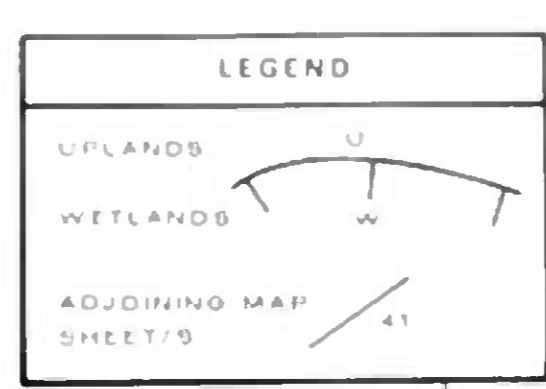 LEGEND
UPLANDS
U
WETLANDS
W
ADJOINING MAP
SHEET/S
41